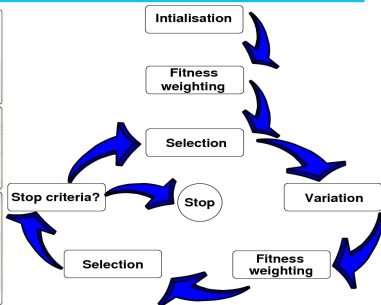 Intialisation
Fitness
weighting
Selection
Stop criteria?
Stop
Variation
Selection
Fitness
weighting